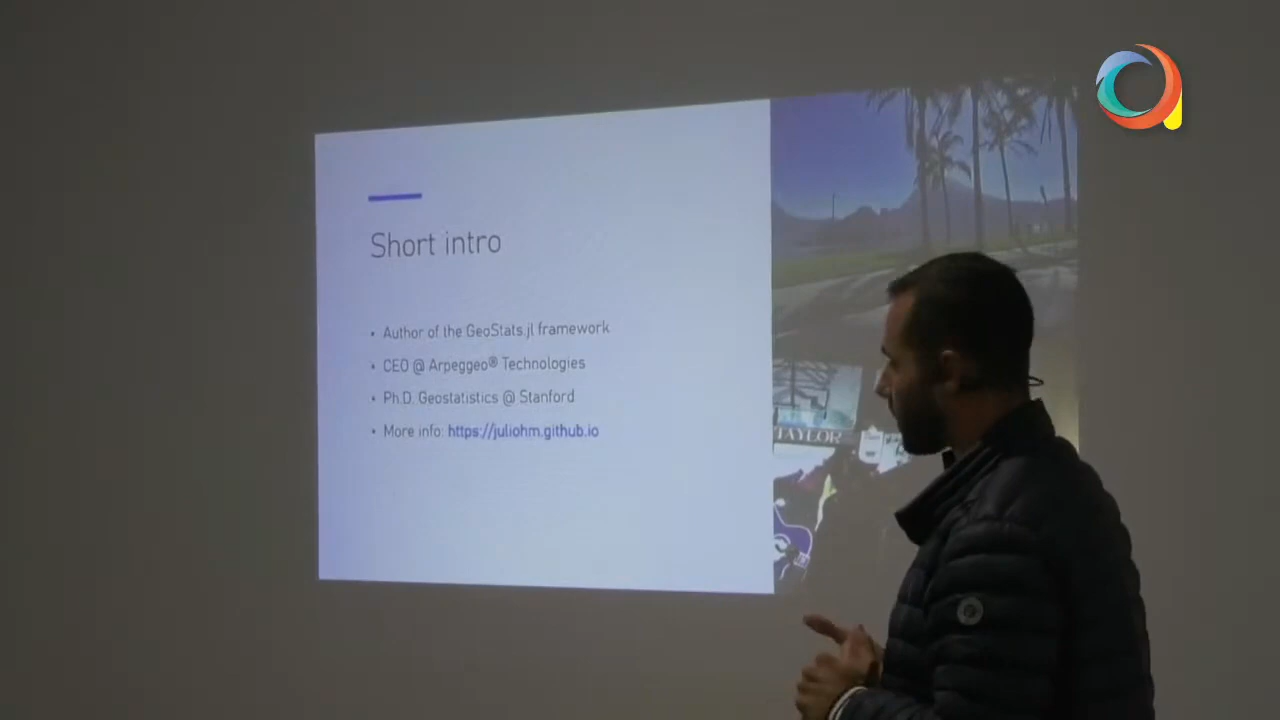 Short intro
• Author of the GeoStats.jl framework
• CEO @ Arpeggeo® Technologies
• Ph.D. Geostatistics @ Stanford
• More info: https://juliohm.github.io
TAYLOR